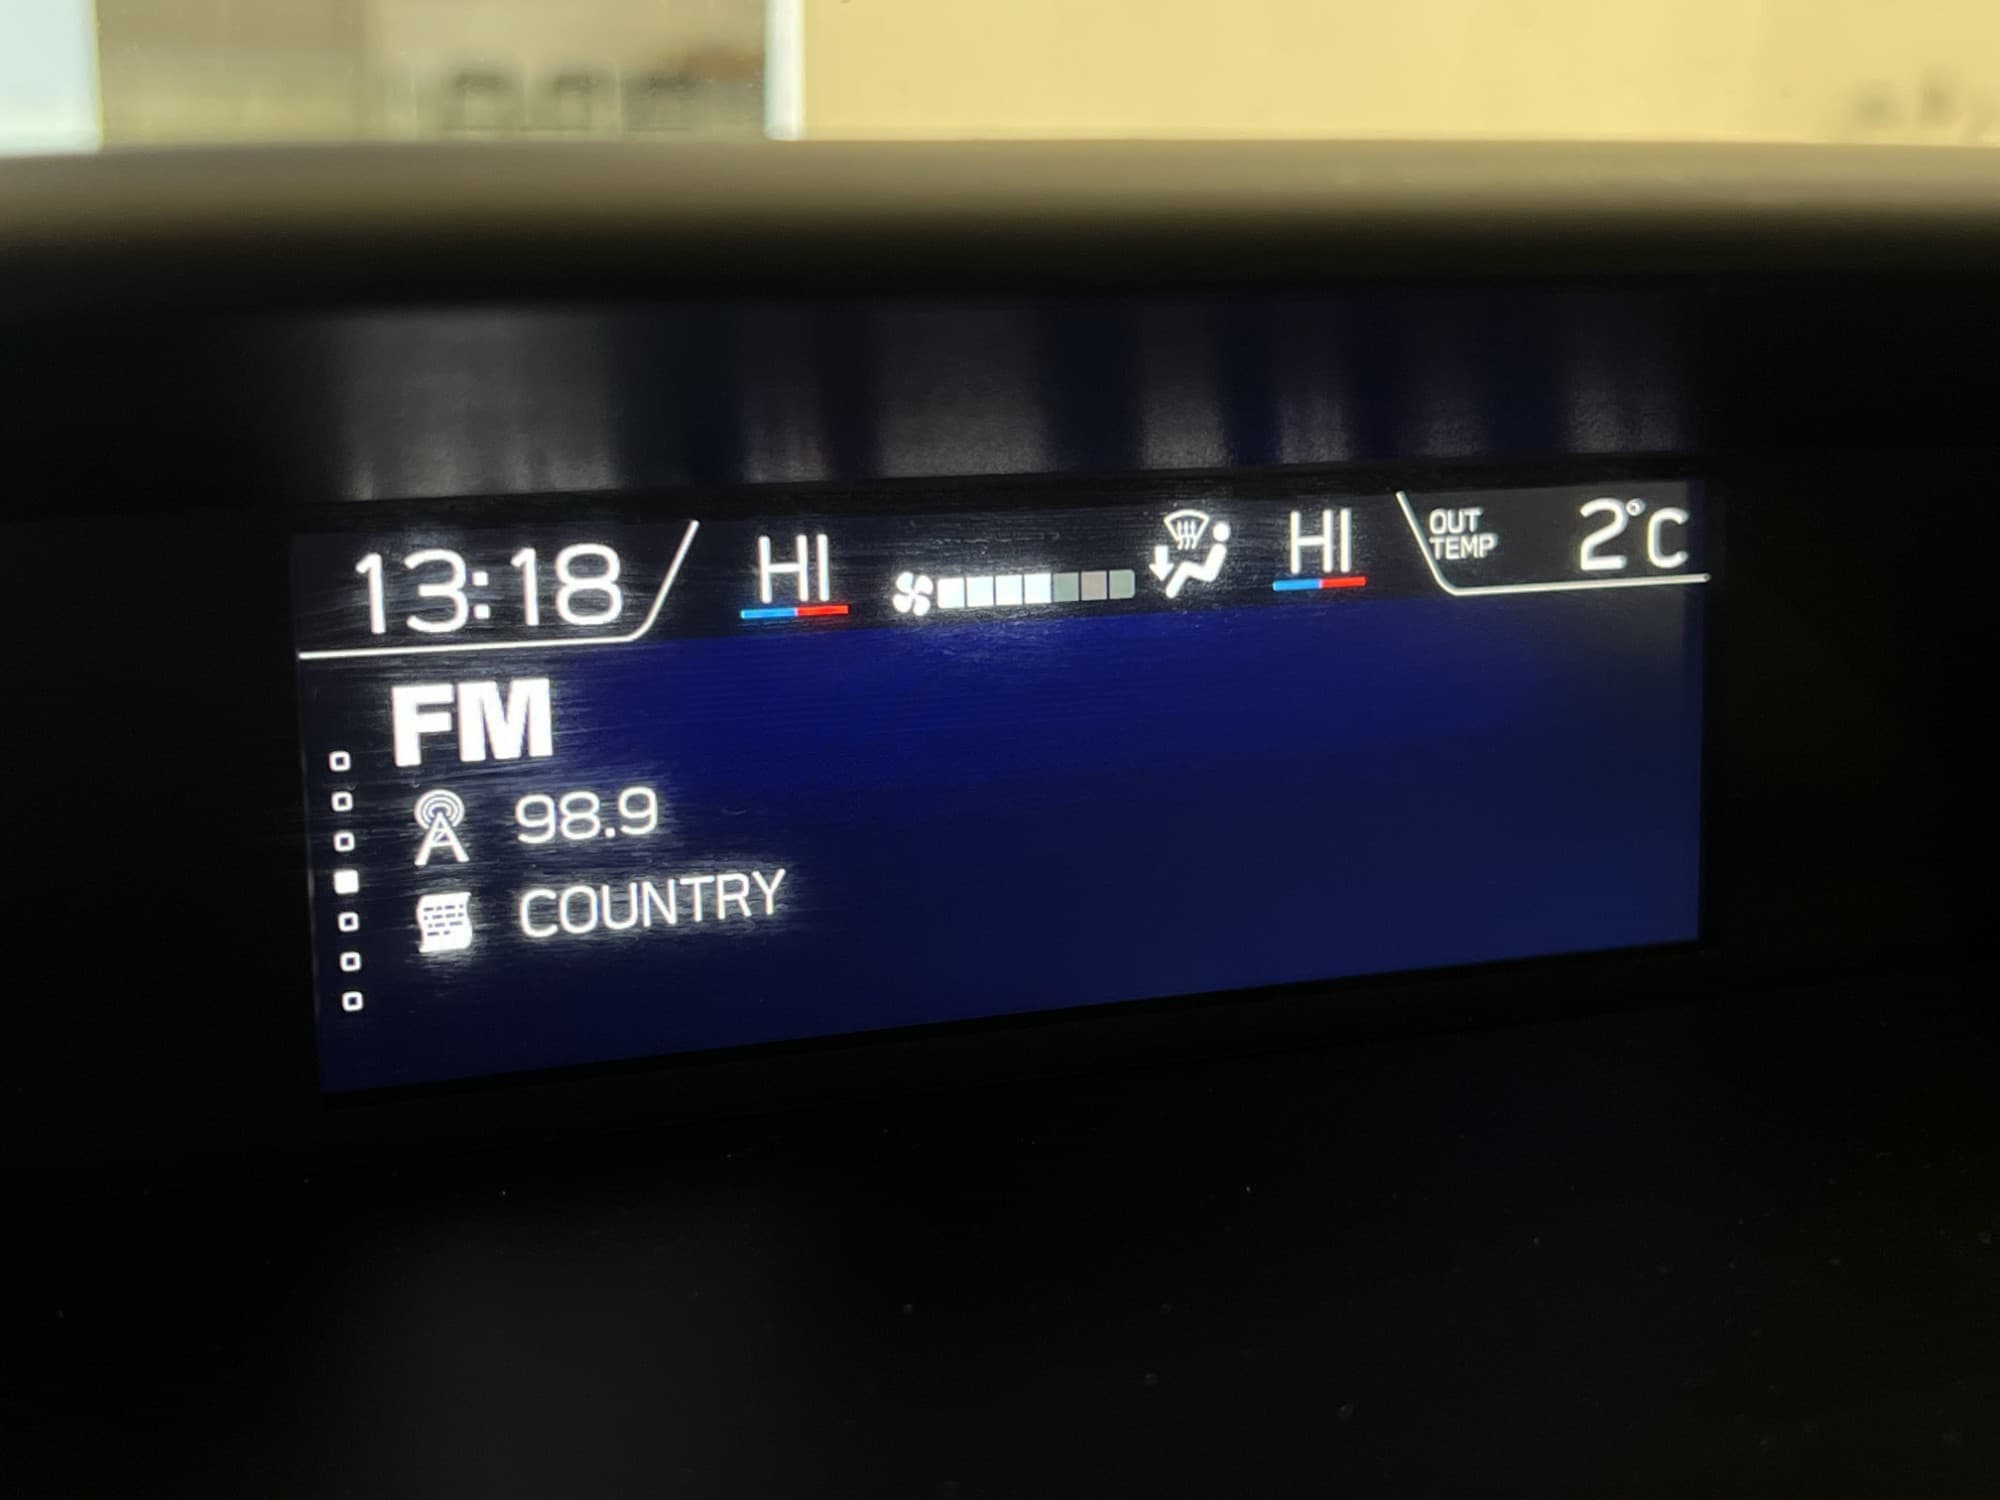 13:18 HI HI OUT TEMP 2°C
FM
98.9
COUNTRY